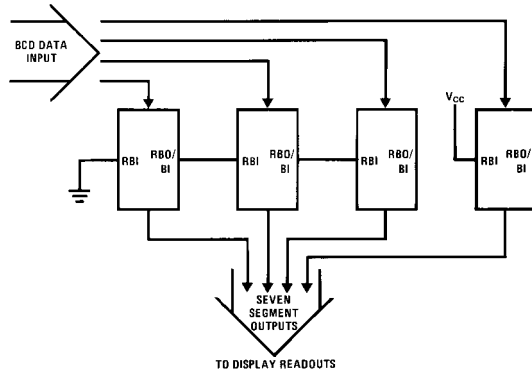 BCD DATA
INPUT
VCC
RBI
RBO/
BI
RBI
RBO/
BI
RBI
RBO/
BI
RBI
RBO/
BI
SEVEN
SEGMENT
OUTPUTS
TO DISPLAY READOUTS